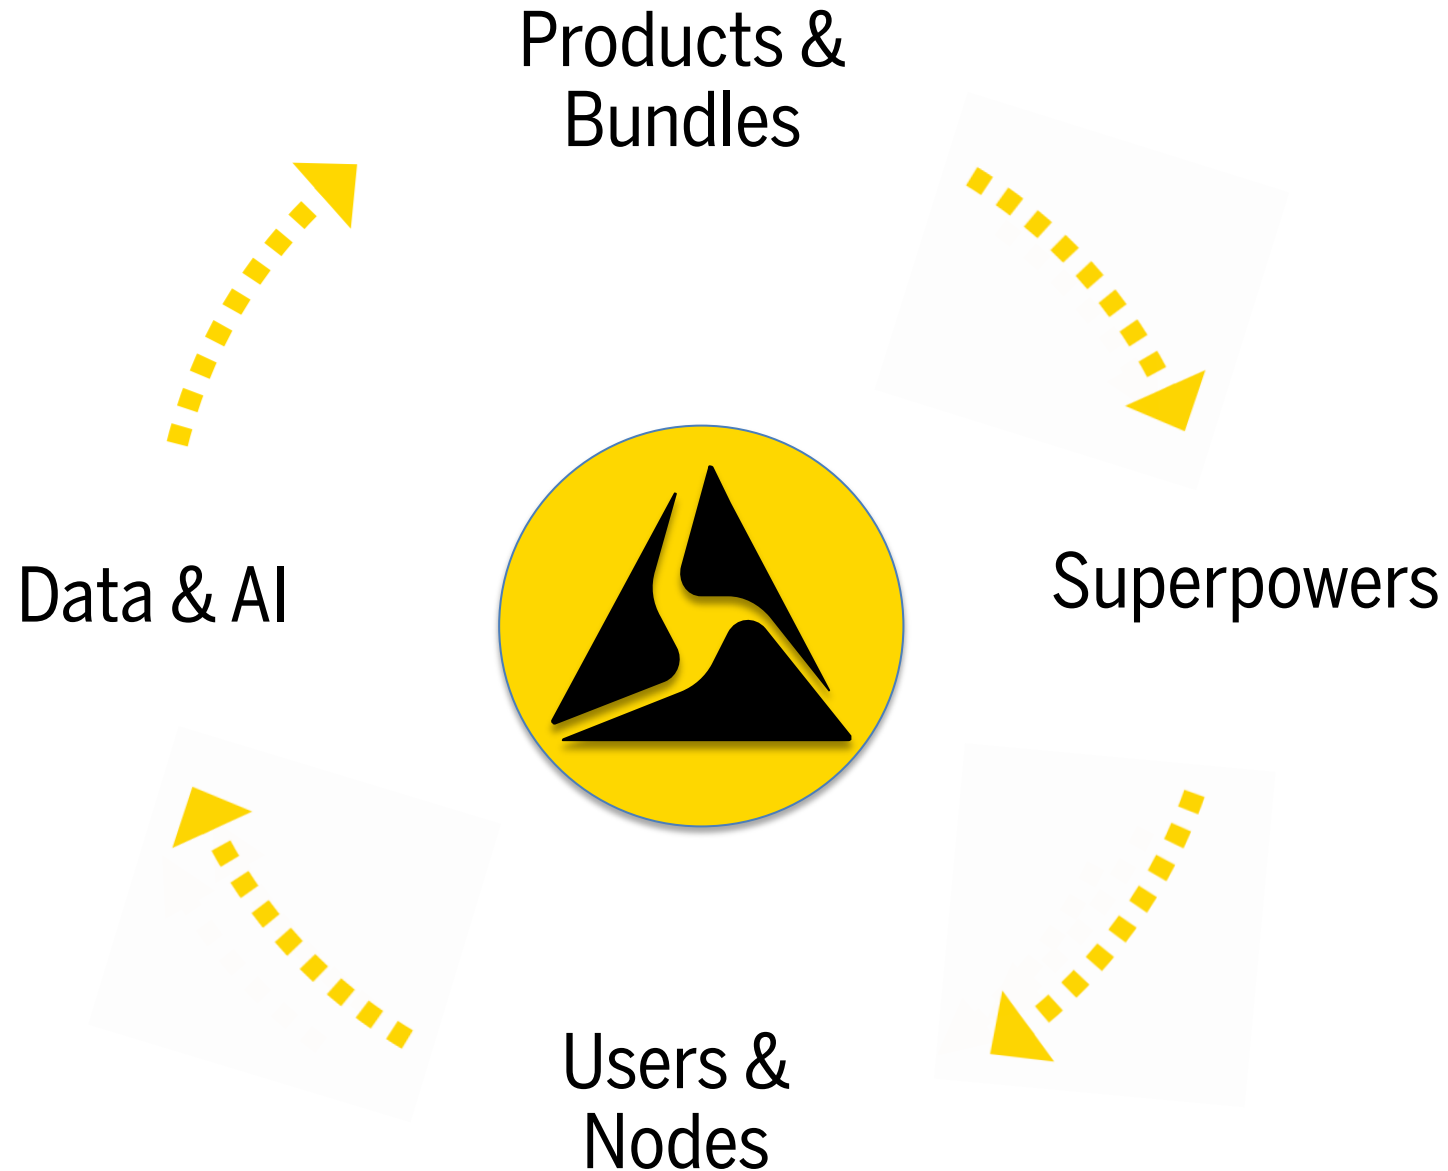 Products &
Bundles
Superpowers
Data & AI
Users &
Nodes